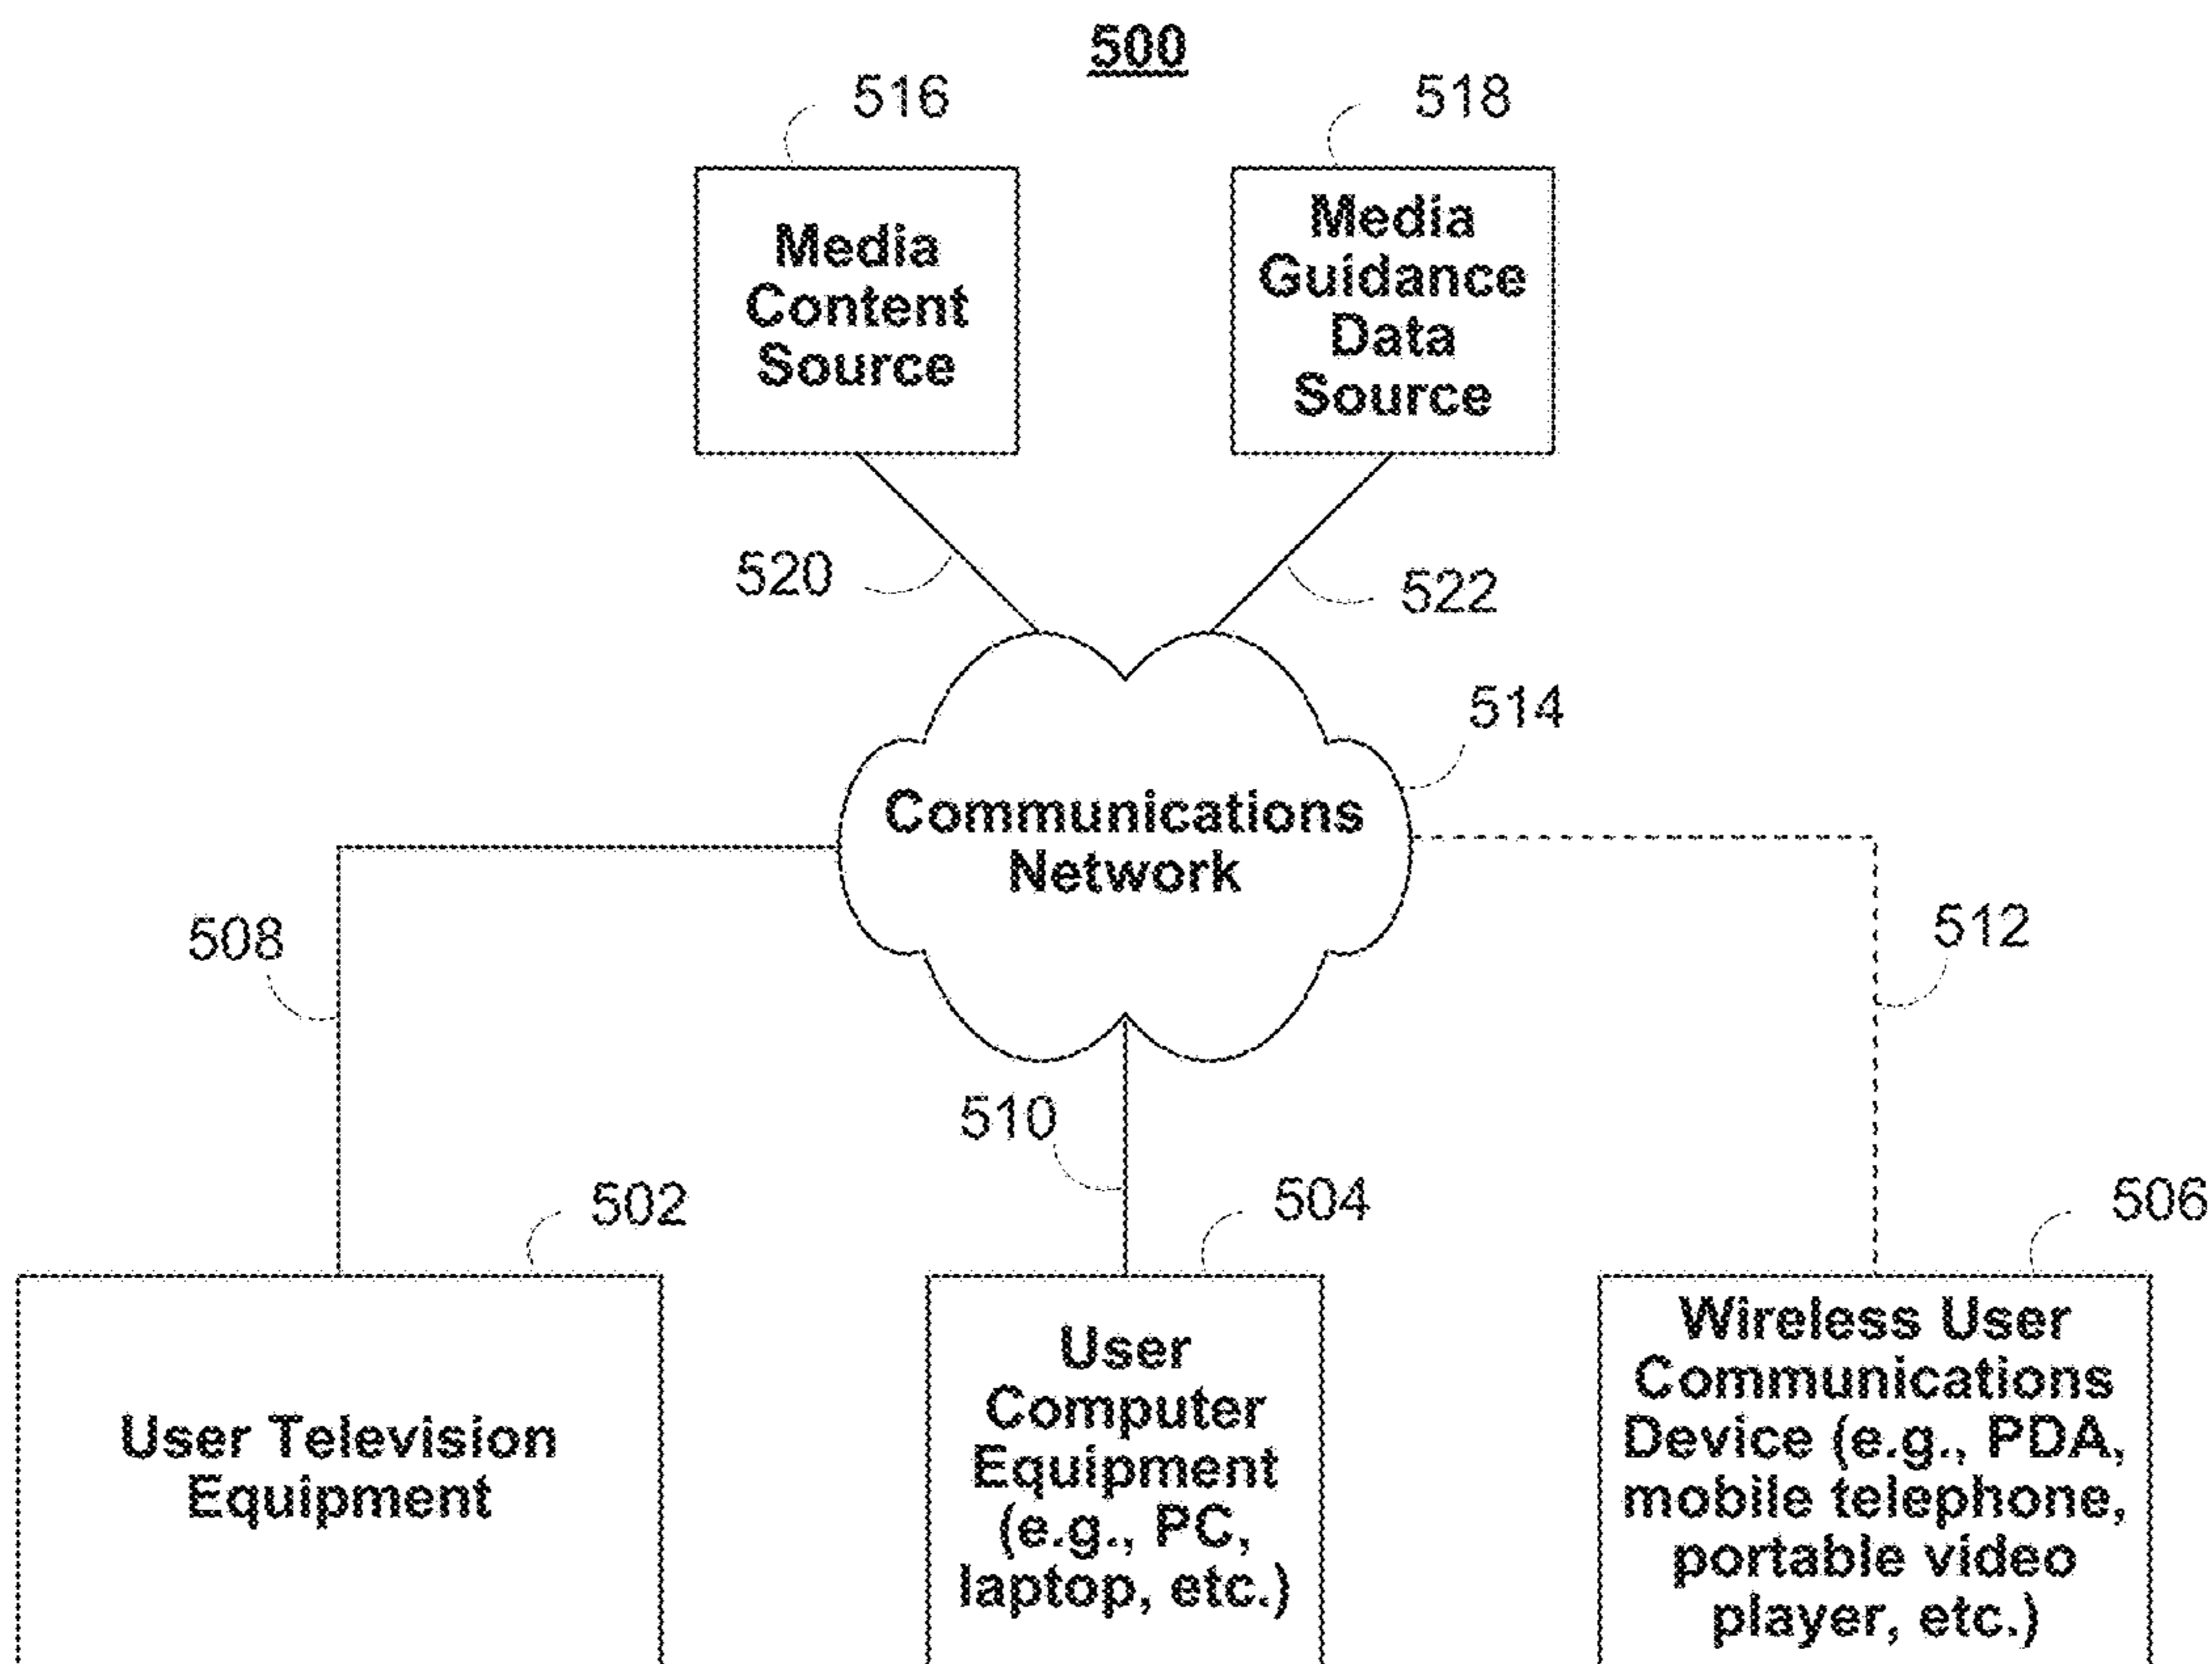 500
516
518
Media
Content
Source
Media
Guidance
Data
Source
520
522
514
Communications
Network
508
512
510
502
504
506
User Television
Equipment
User
Computer
Equipment
(e.g., PC,
laptop, etc.)
Wireless User
Communications
Device (e.g., PDA,
mobile telephone,
portable video
player, etc.)